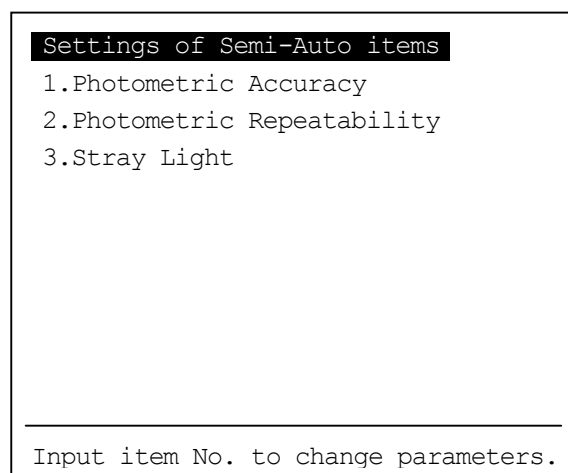 Settings of Semi-Auto items
1.Photometric Accuracy
2.Photometric Repeatability
3.Stray Light
Input item No. to change parameters.